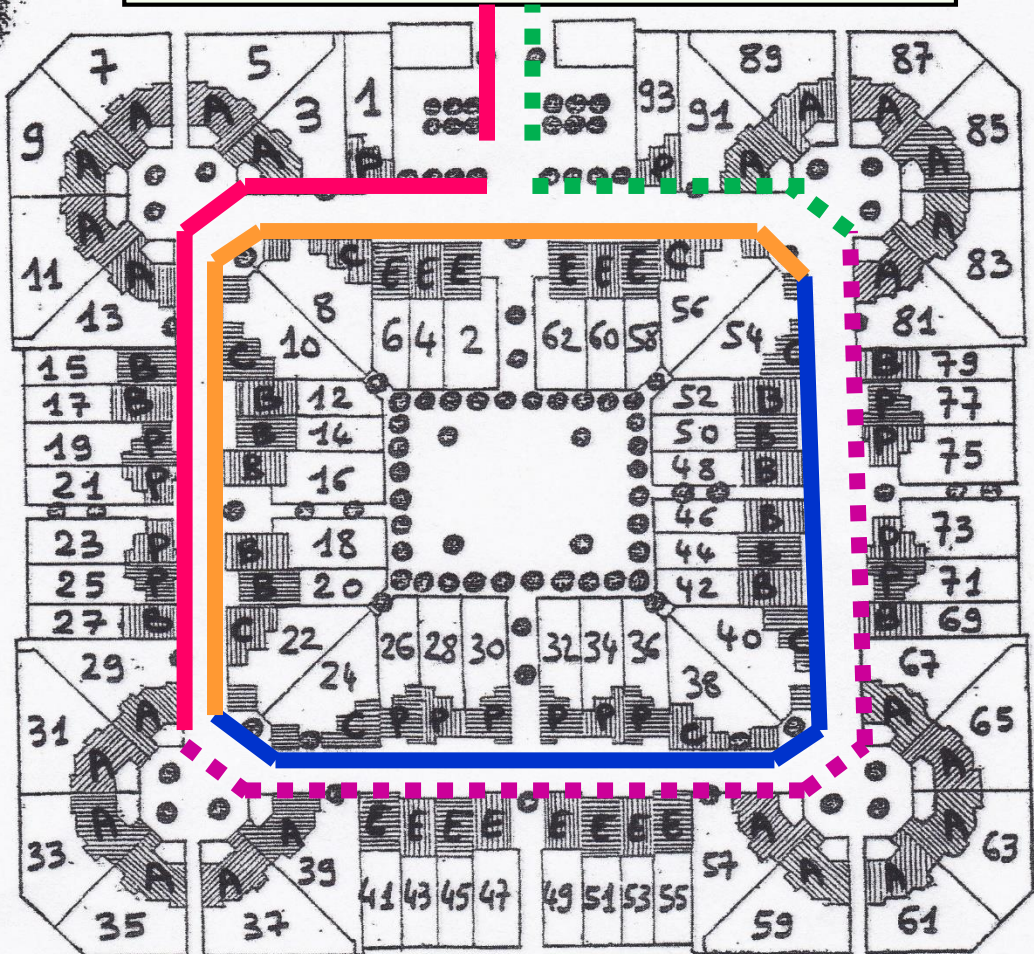 7 5 1 93 89 87
9 3 91 85
A A A A
A A A A
P P
11 A A 83
13 C E E E E E E C 81
8 56
10 6 4 2 62 60 58 54
15 B C C B 79
17 B B 12 52 B P 77
19 P B 14 50 B P 75
21 P B 16 48 B
46 B
23 P B 18 44 B P 73
25 P B 20 42 B P 71
27 B C 22 26 28 30 32 34 36 40 C B 69
29 24 38 67
31 A C P P P P P P C A 65
A A
33 A A E E E E E E E E A A 63
A A A A
39 41 43 45 47 49 51 53 55 57
35 37 59 61